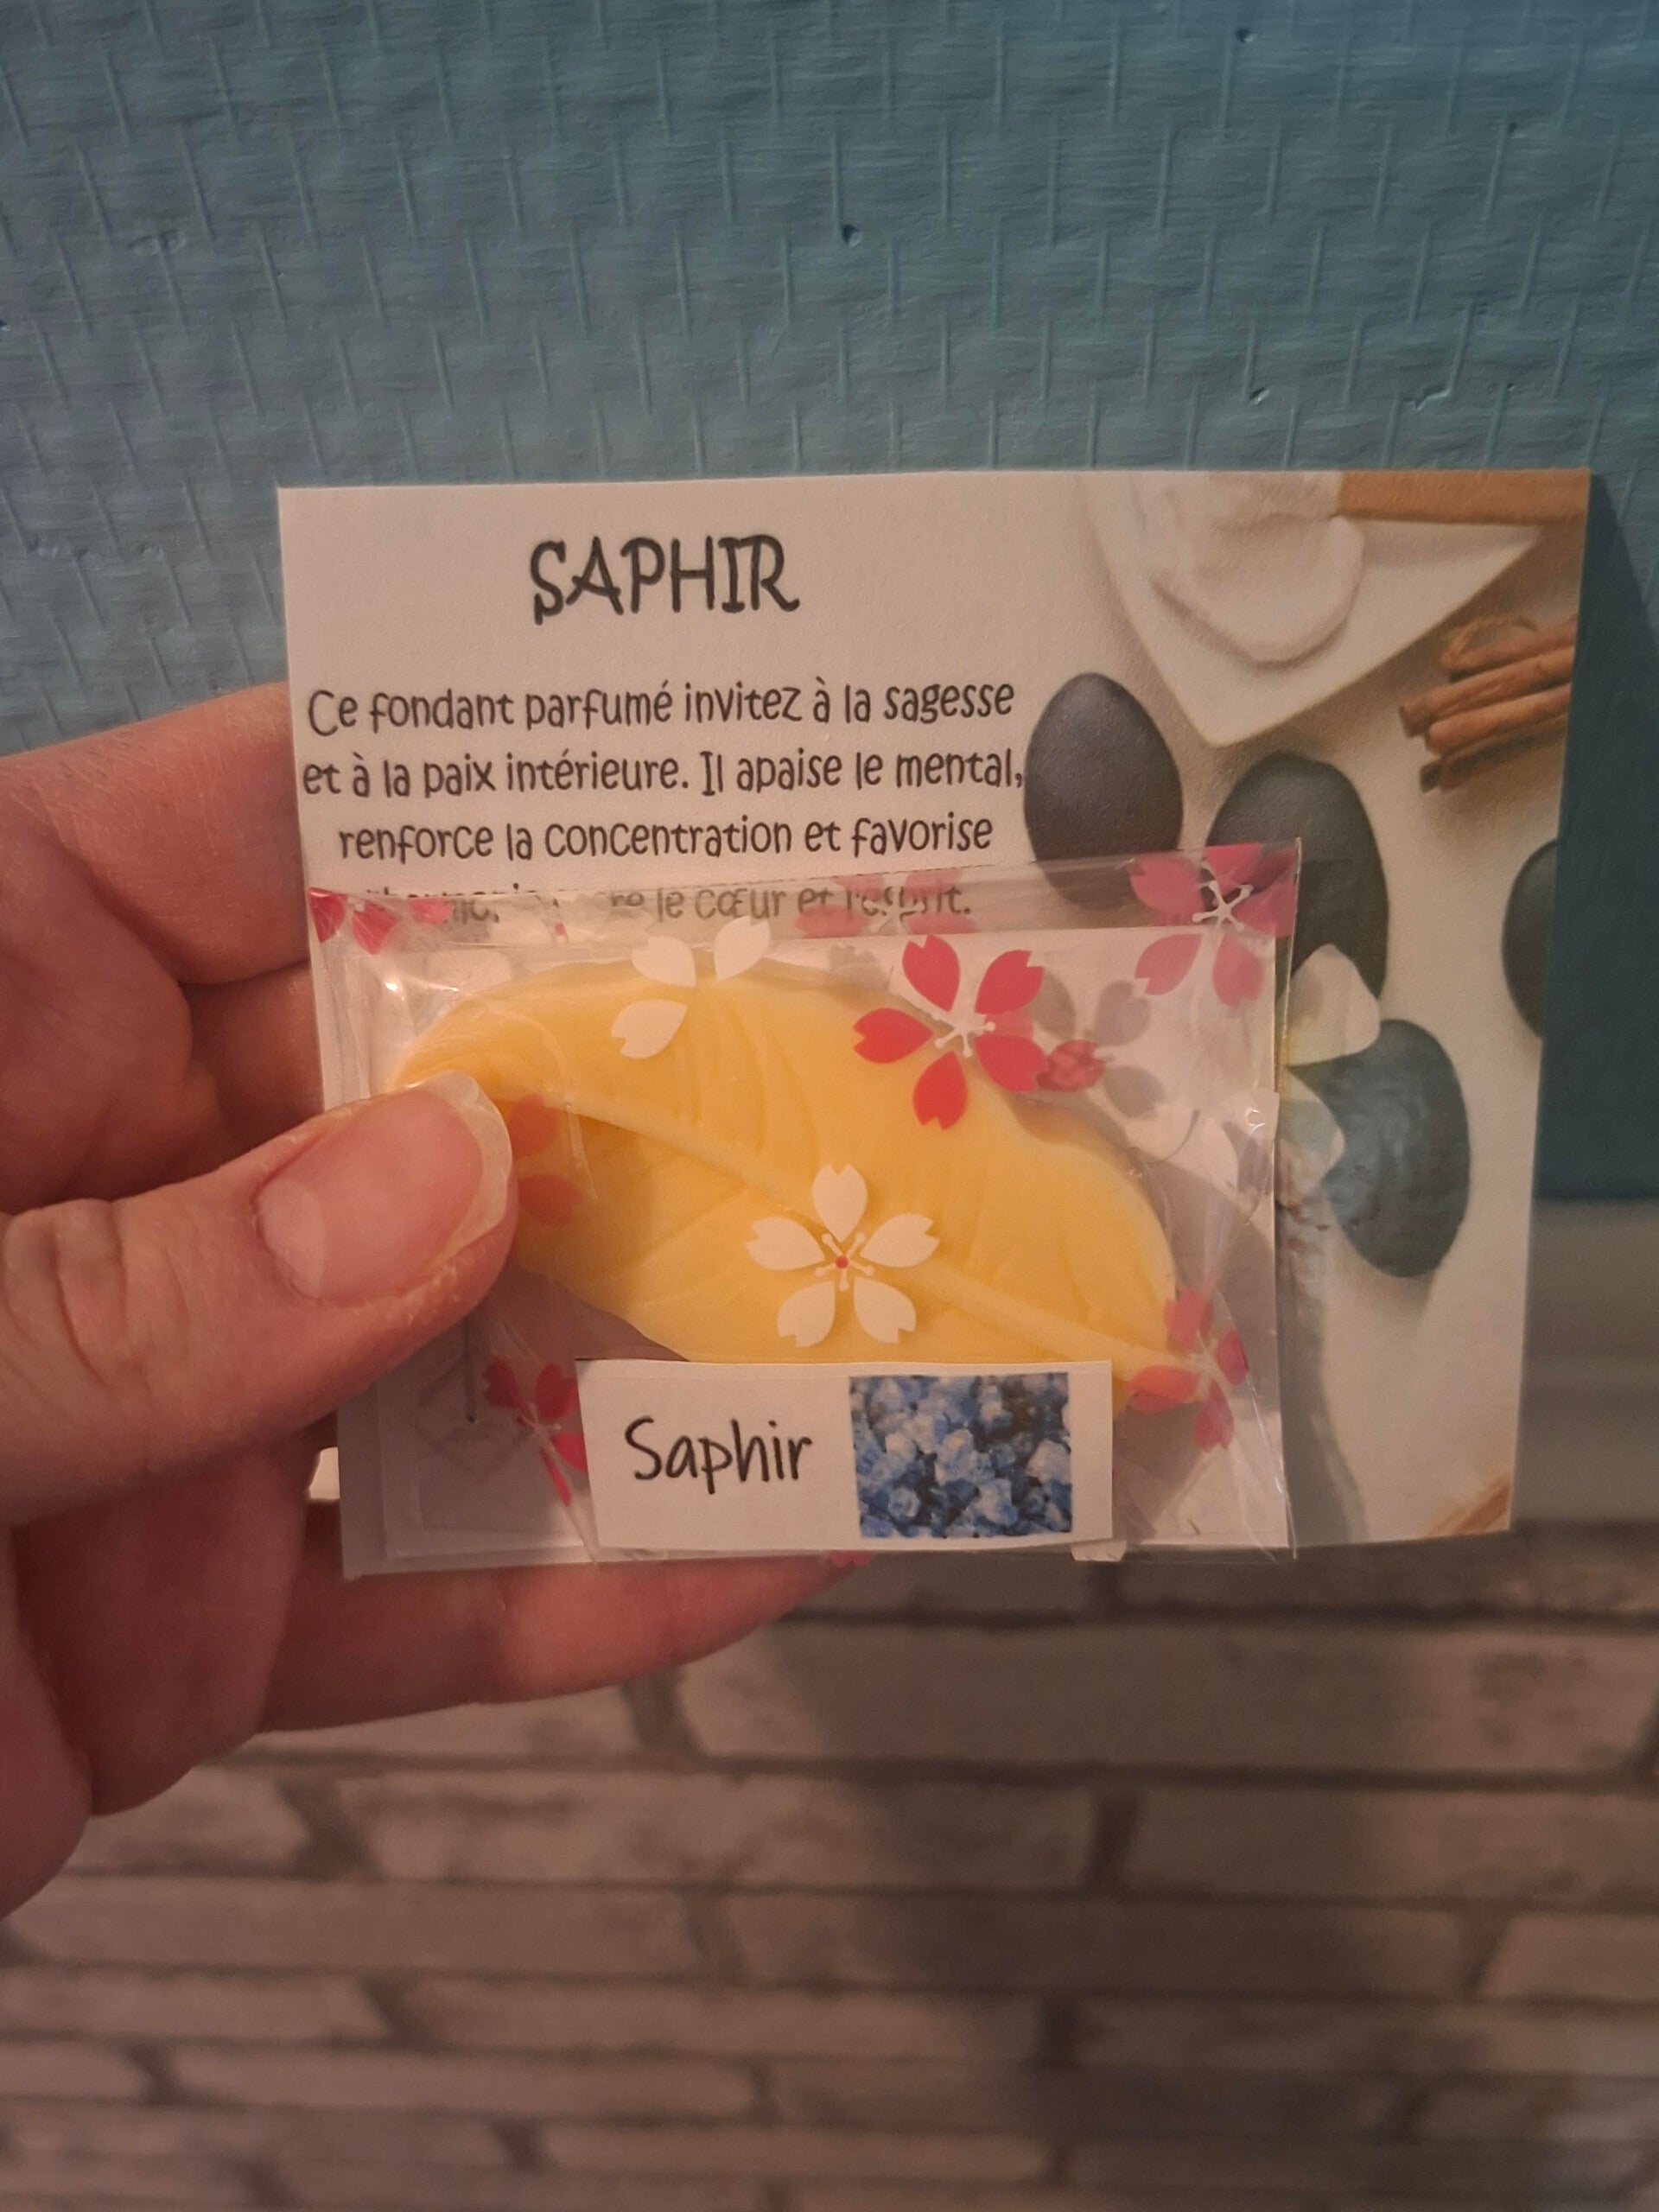 SAPHIR
Ce fondant parfumé invitez à la sagesse
et à la paix intérieure. Il apaise le mental,
renforce la concentration et favorise
le cœur et l'esprit.
Saphir